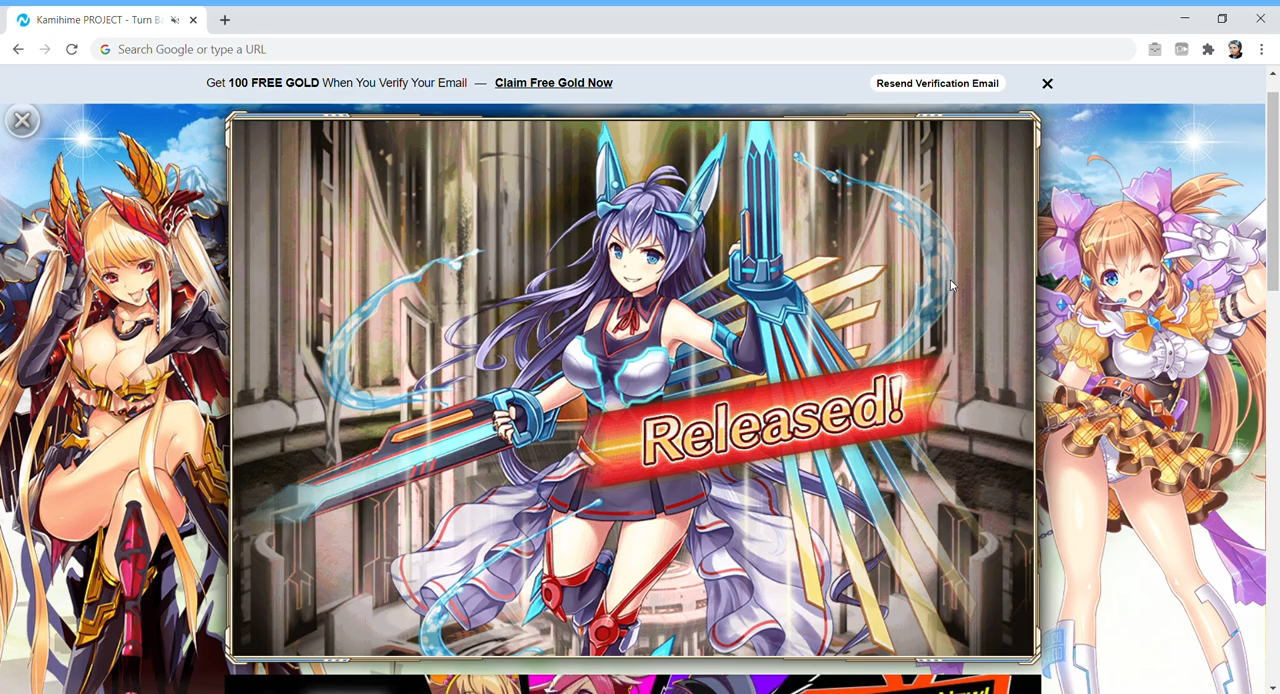 Kamihime PROJECT - Turn Ba
Search Google or type a URL
Get 100 FREE GOLD When You Verify Your Email — Claim Free Gold Now
Resend Verification Email
Released!